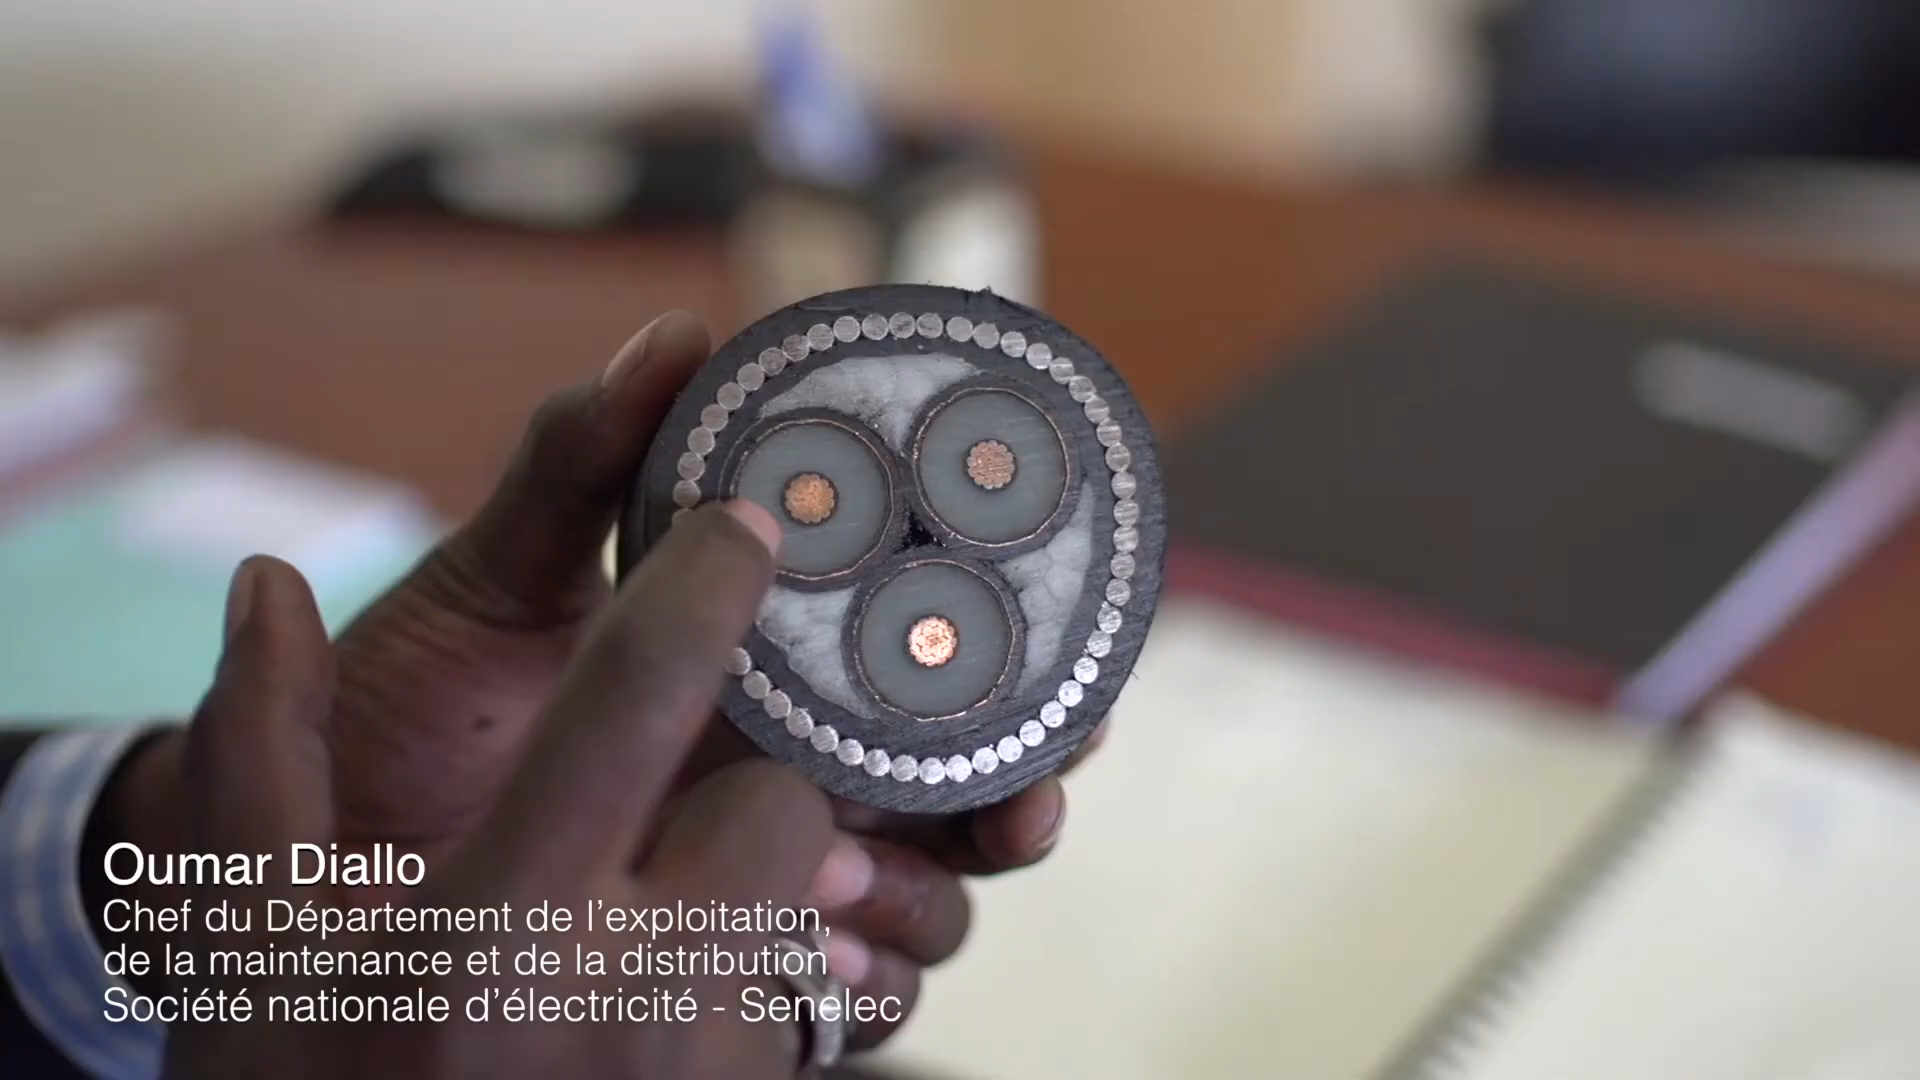 Oumar Diallo
Chef du Département de l’exploitation,
de la maintenance et de la distribution
Société nationale d’électricité - Senelec